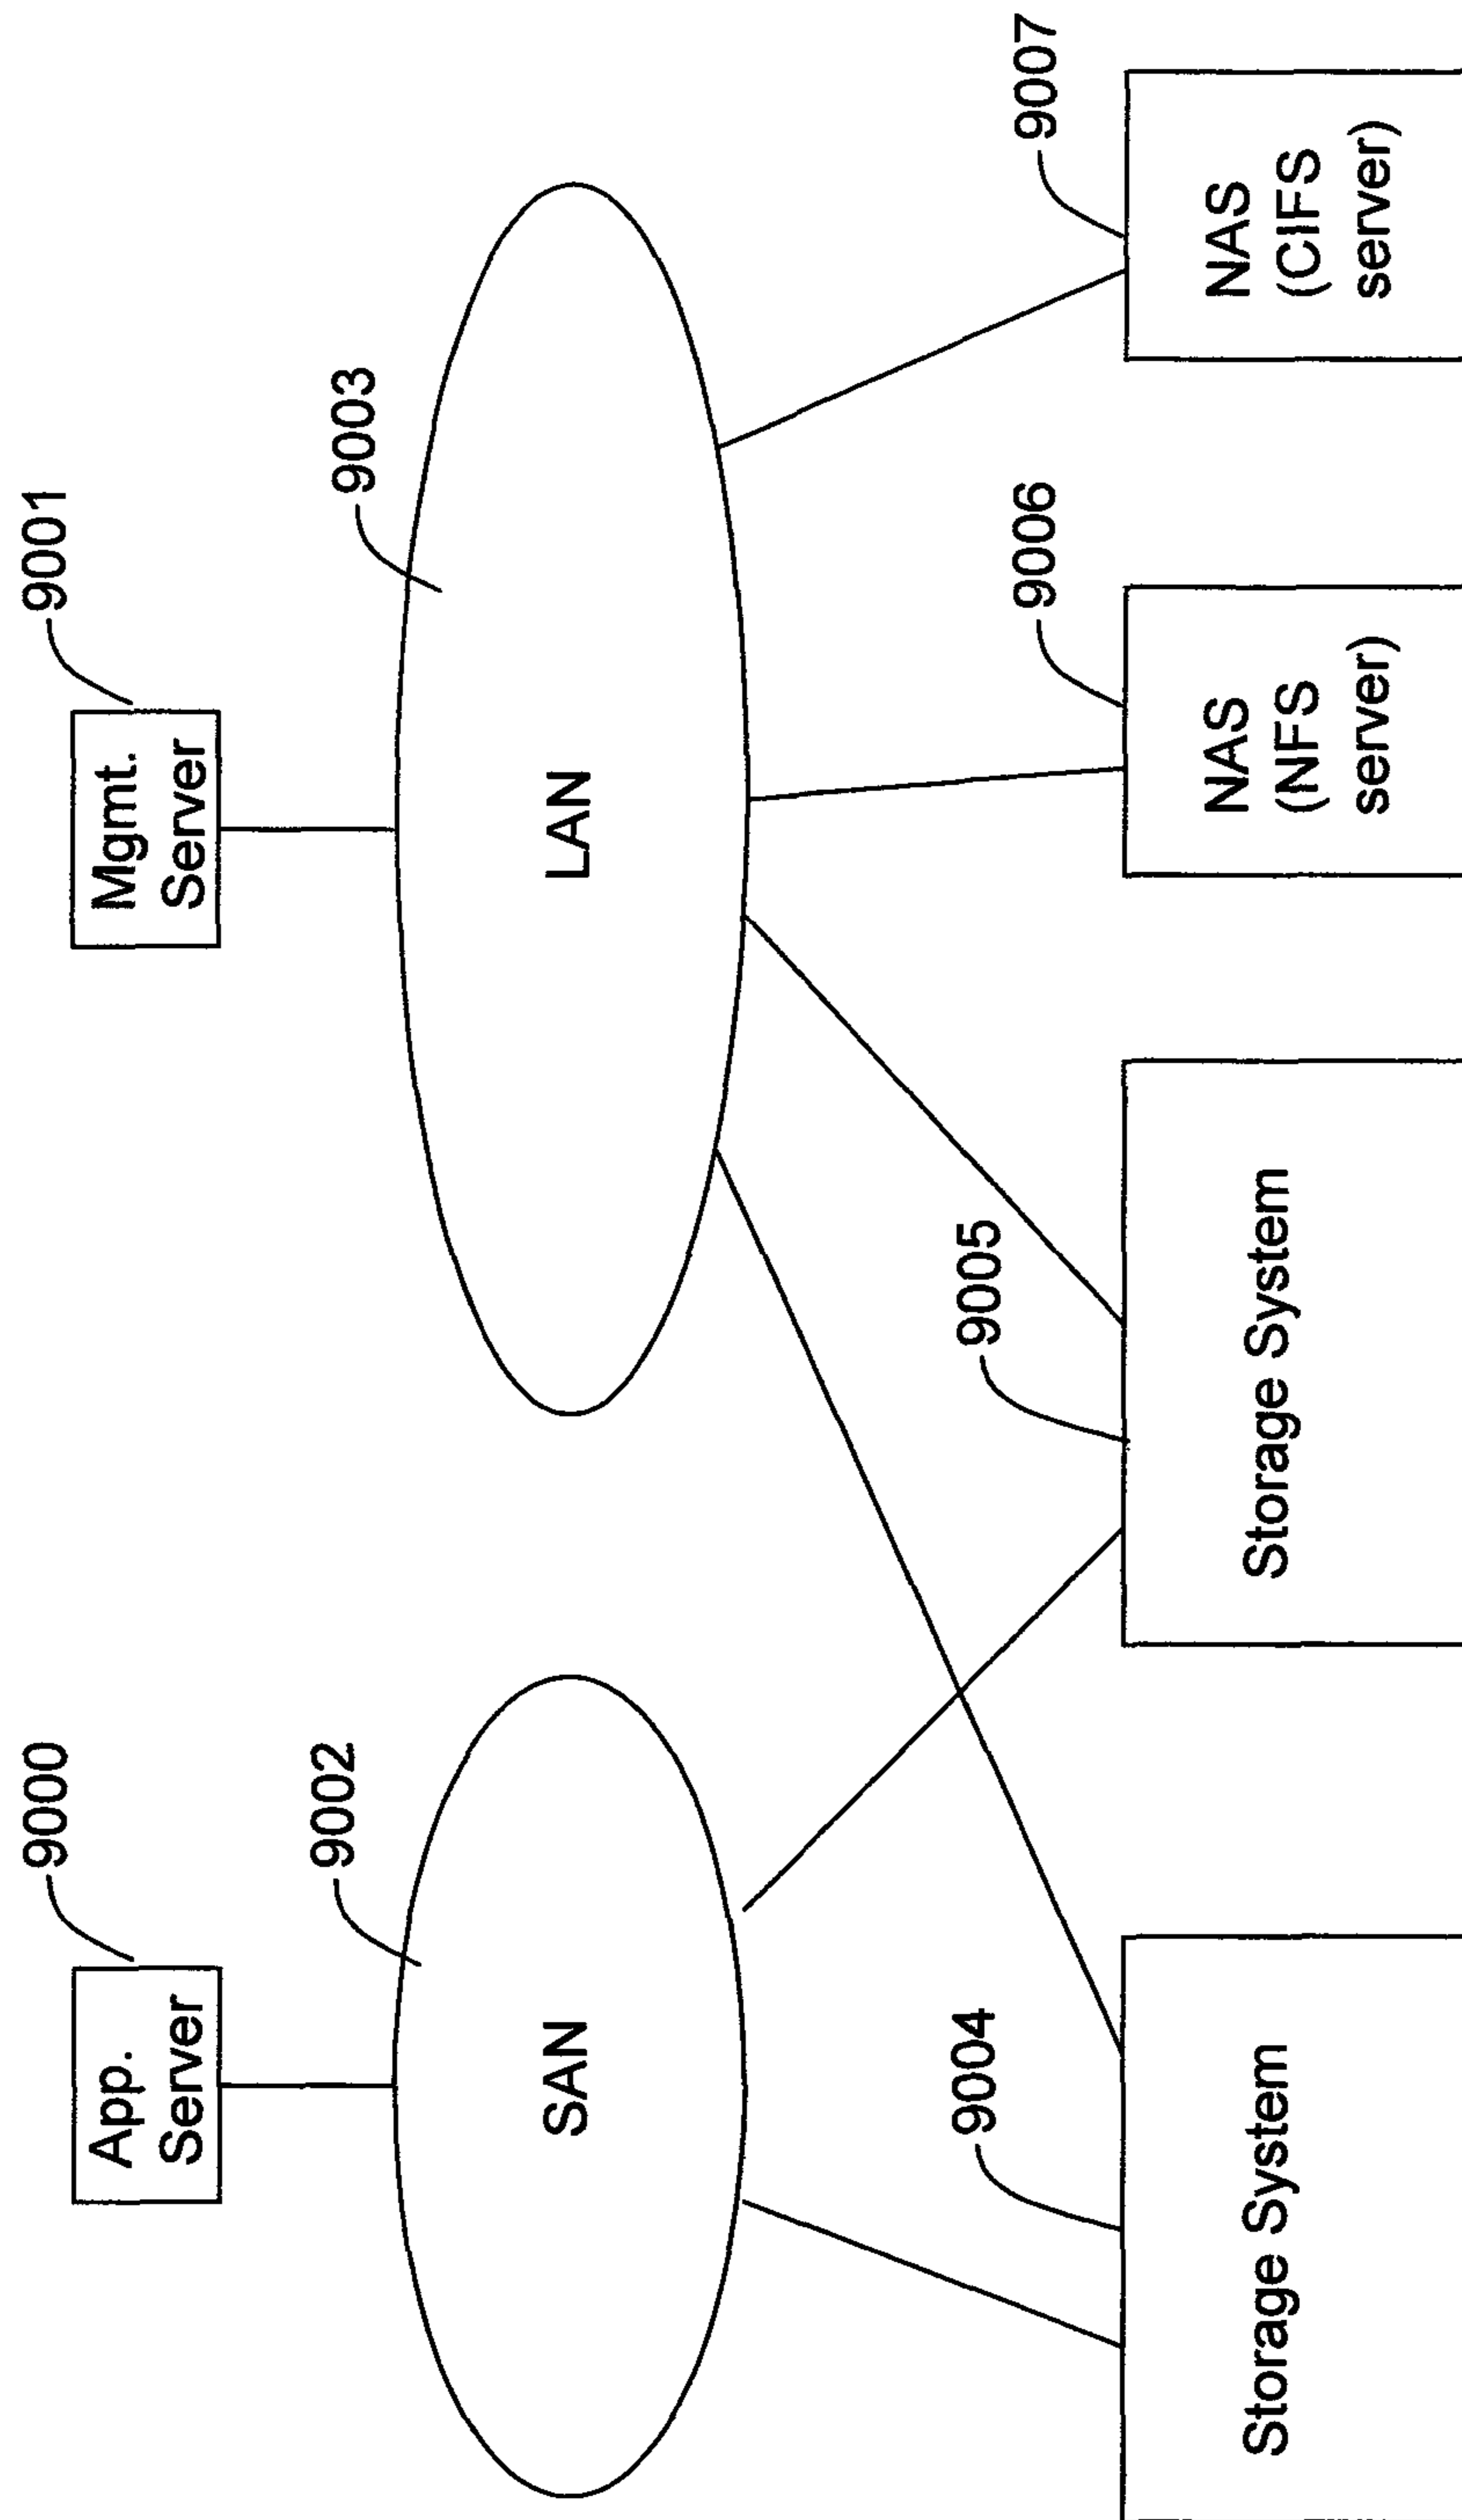 9000
App.
Server
9001
Mgmt.
Server
9002
SAN
9003
LAN
9004
Storage System
9005
Storage System
9006
NAS
(NFS
server)
9007
NAS
(CIFS
server)